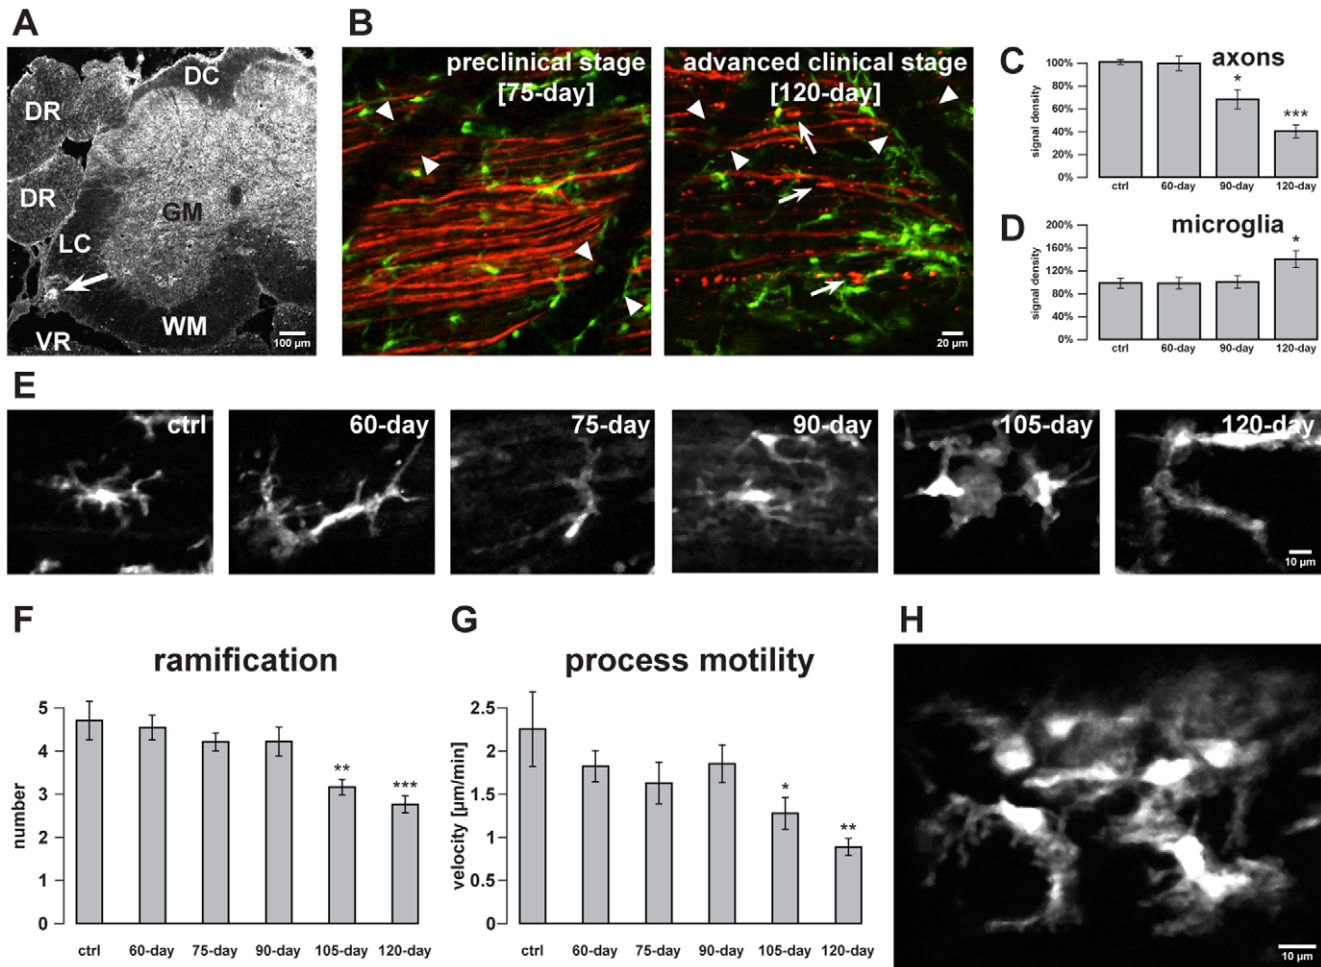 A
DC
DR
DR
GM
LC
WM
VR
100 µm
B
preclinical stage
[75-day]
advanced clinical stage
[120-day]
20 µm
C
axons
signal density
100%
80%
60%
40%
20%
0%
*
***
ctrl
60-day
90-day
120-day
D
microglia
signal density
200%
160%
120%
80%
40%
0%
*
ctrl
60-day
90-day
120-day
E
ctrl
60-day
75-day
90-day
105-day
120-day
10 µm
F
ramification
number
5
4
3
2
1
0
**
***
ctrl
60-day
75-day
90-day
105-day
120-day
G
process motility
velocity [µm/min]
2.5
2
1.5
1
0.5
0
*
**
ctrl
60-day
75-day
90-day
105-day
120-day
H
10 µm